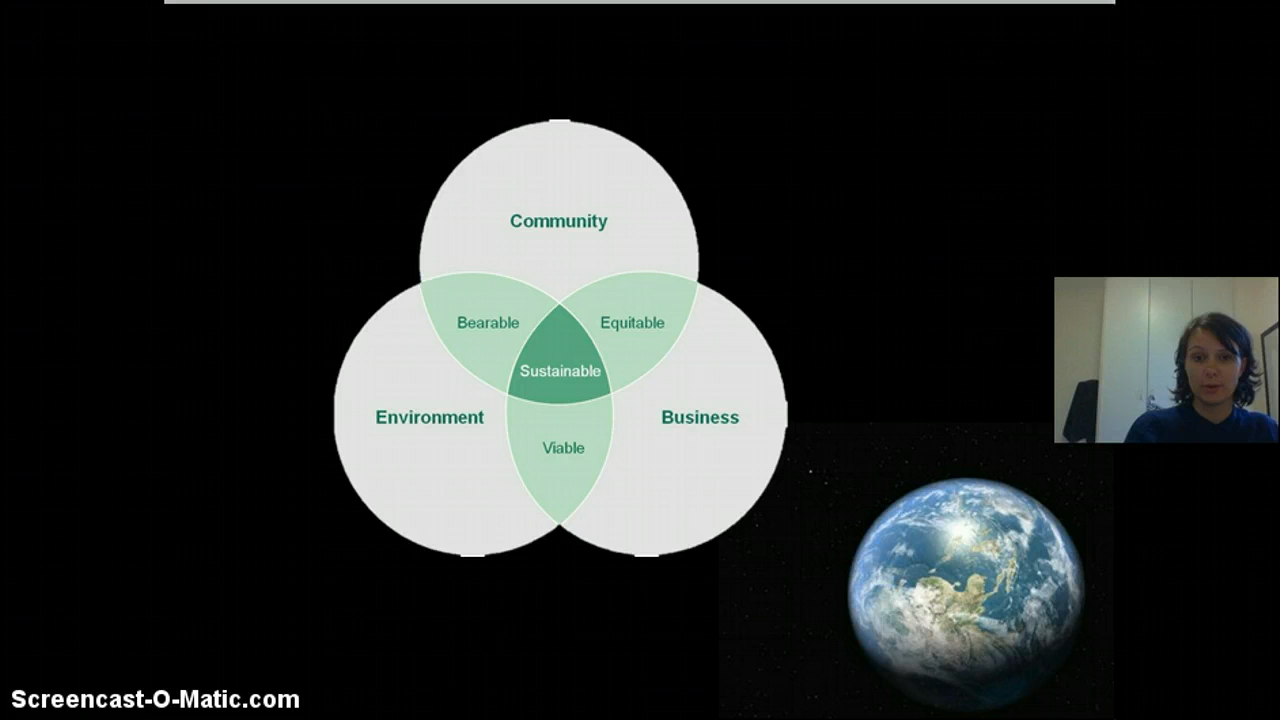 Community
Bearable
Equitable
Sustainable
Environment
Business
Viable
Screencast-O-Matic.com